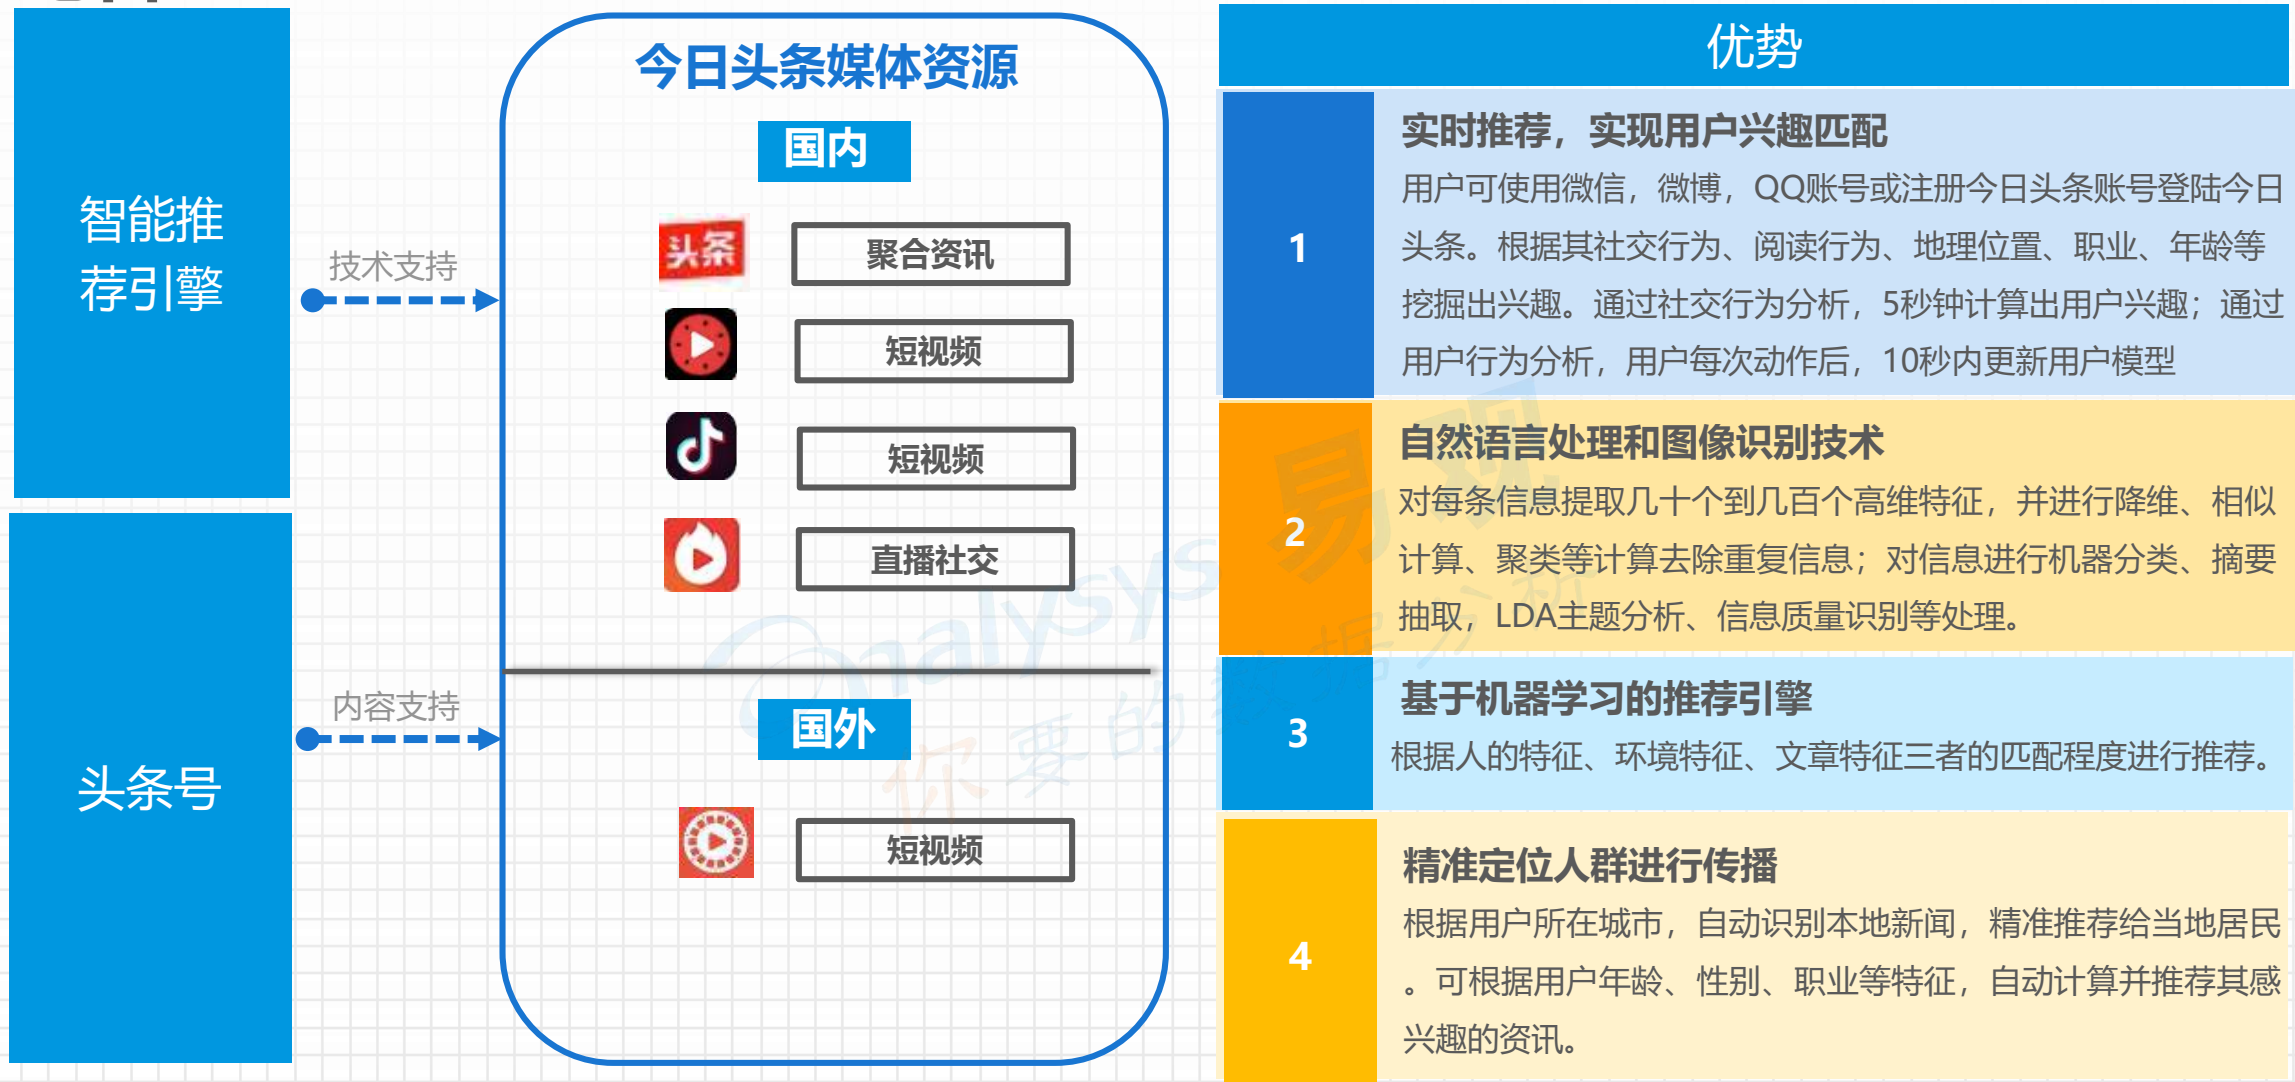 智能推
荐引擎
技术支持
头条号
内容支持
今日头条媒体资源
国内
头条
聚合资讯
短视频
短视频
直播社交
国外
短视频
优势
1
实时推荐，实现用户兴趣匹配
用户可使用微信，微博，QQ账号或注册今日头条账号登陆今日
头条。根据其社交行为、阅读行为、地理位置、职业、年龄等
挖掘出兴趣。通过社交行为分析，5秒钟计算出用户兴趣；通过
用户行为分析，用户每次动作后，10秒内更新用户模型
2
自然语言处理和图像识别技术
对每条信息提取几十个到几百个高维特征，并进行降维、相似
计算、聚类等计算去除重复信息；对信息进行机器分类、摘要
抽取，LDA主题分析、信息质量识别等处理。
3
基于机器学习的推荐引擎
根据人的特征、环境特征、文章特征三者的匹配程度进行推荐。
4
精准定位人群进行传播
根据用户所在城市，自动识别本地新闻，精准推荐给当地居民
。可根据用户年龄、性别、职业等特征，自动计算并推荐其感
兴趣的资讯。
analysys 易观
你要的数据分析